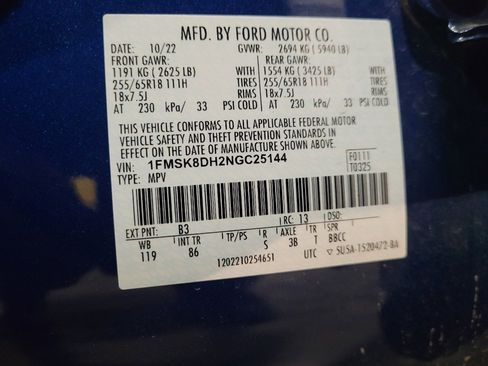 MFD. BY FORD MOTOR CO.
DATE: 10/22 GVWR: 2694 KG (5940 LB)
FRONT GAWR: REAR GAWR:
1191 KG (2625 LB) WITH 1554 KG (3425 LB) WITH
255/65R18 111H TIRES 255/65R18 111H TIRES
18x7.5J RIMS 18x7.5J RIMS
AT 230 kPa/ 33 PSI COLD AT 230 kPa/ 33 PSI COLD
THIS VEHICLE CONFORMS TO ALL APPLICABLE FEDERAL MOTOR
VEHICLE SAFETY AND THEFT PREVENTION STANDARDS IN
EFFECT ON THE DATE OF MANUFACTURE SHOWN ABOVE.
VIN: 1FMSK8DH2NGC25144 F0111
TYPE: MPV T0325
EXT PNT: B3 RC: 13 DSO:
WB INT TR TP/PS R AXLE TR SPR
119 86 S 3B T BBCC
1202210254651 UTC ▽ 5U5A-1520472-BA